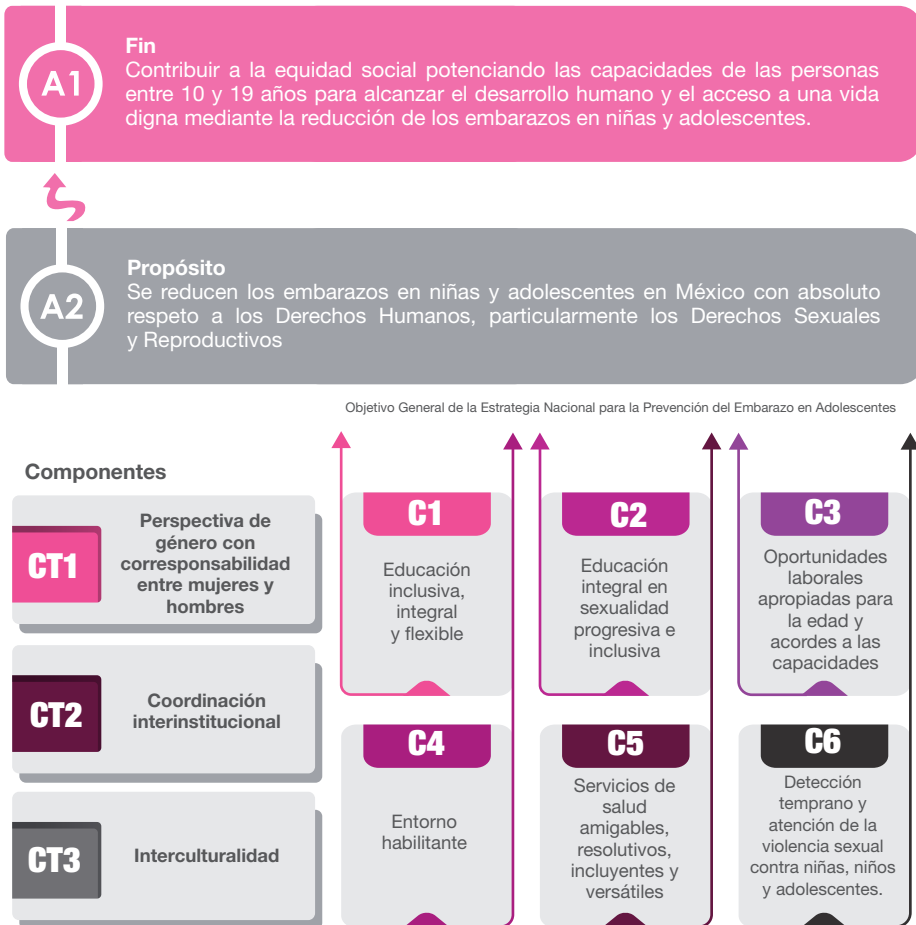 A1
Fin
Contribuir a la equidad social potenciando las capacidades de las personas
entre 10 y 19 años para alcanzar el desarrollo humano y el acceso a una vida
digna mediante la reducción de los embarazos en niñas y adolescentes.
A2
Propósito
Se reducen los embarazos en niñas y adolescentes en México con absoluto
respeto a los Derechos Humanos, particularmente los Derechos Sexuales
y Reproductivos
Objetivo General de la Estrategia Nacional para la Prevención del Embarazo en Adolescentes
Componentes
CT1
Perspectiva de
género con
corresponsabilidad
entre mujeres y
hombres
CT2
Coordinación
interinstitucional
CT3
Interculturalidad
C1
Educación
inclusiva,
integral
y flexible
C2
Educación
integral en
sexualidad
progresiva e
inclusiva
C3
Oportunidades
laborales
apropiadas para
la edad y
acordes a las
capacidades
C4
Entorno
habilitante
C5
Servicios de
salud
amigables,
resolutivos,
incluyentes y
versátiles
C6
Detección
temprano y
atención de la
violencia sexual
contra niñas, niños
y adolescentes.